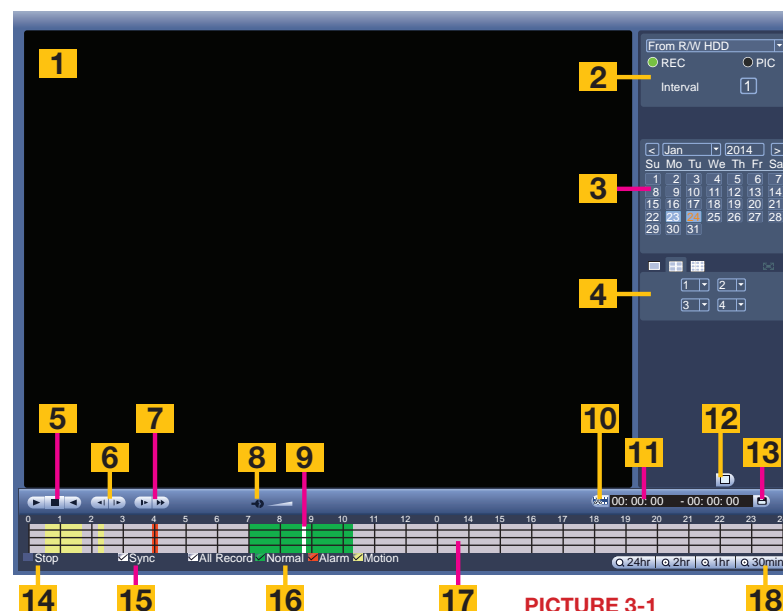 1
From R/W HDD
REC PIC
2
Interval 1
< Jan 2014 >
Su Mo Tu We Th Fr Sa
1 2 3 4 5 6 7
3
8 9 10 11 12 13 14
15 16 17 18 19 20 21
22 23 24 25 26 27 28
29 30 31
4
1 2
3 4
5 7 10 12
6 8 9 11 13
00: 00: 00 - 00: 00: 00
0 1 2 3 4 5 6 7 8 9 10 11 12 0 13 14 15 16 17 18 19 20 21 22 23
Stop Sync All Record Normal Alarm Motion
24hr 2hr 1hr 30min
14 15 16 17 PICTURE 3-1 18